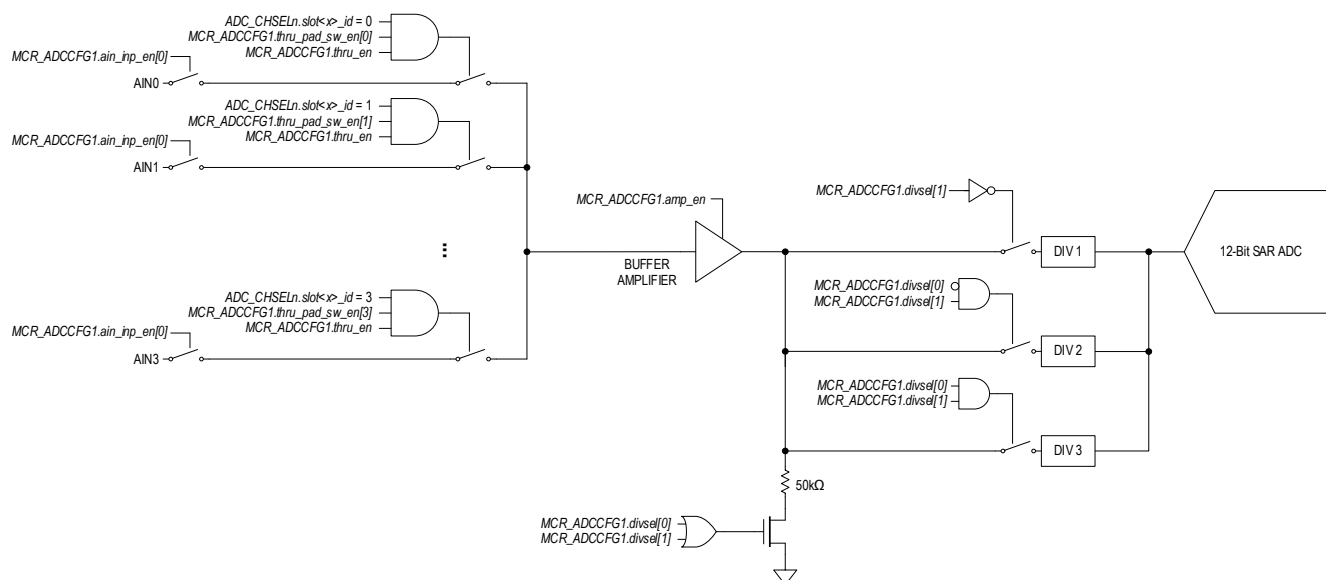 ADC_CHSELn.slot<x>_id = 0
MCR_ADCCFG1.thru_pad_sw_en[0]
MCR_ADCCFG1.thru_en
MCR_ADCCFG1.ain_inp_en[0]
AIN0
ADC_CHSELn.slot<x>_id = 1
MCR_ADCCFG1.thru_pad_sw_en[1]
MCR_ADCCFG1.thru_en
MCR_ADCCFG1.ain_inp_en[0]
AIN1
...
ADC_CHSELn.slot<x>_id = 3
MCR_ADCCFG1.thru_pad_sw_en[3]
MCR_ADCCFG1.thru_en
MCR_ADCCFG1.ain_inp_en[0]
AIN3
MCR_ADCCFG1.amp_en
BUFFER
AMPLIFIER
MCR_ADCCFG1.divsel[1]
DIV 1
12-Bit SAR ADC
MCR_ADCCFG1.divsel[0]
MCR_ADCCFG1.divsel[1]
DIV 2
MCR_ADCCFG1.divsel[0]
MCR_ADCCFG1.divsel[1]
DIV 3
50kΩ
MCR_ADCCFG1.divsel[0]
MCR_ADCCFG1.divsel[1]